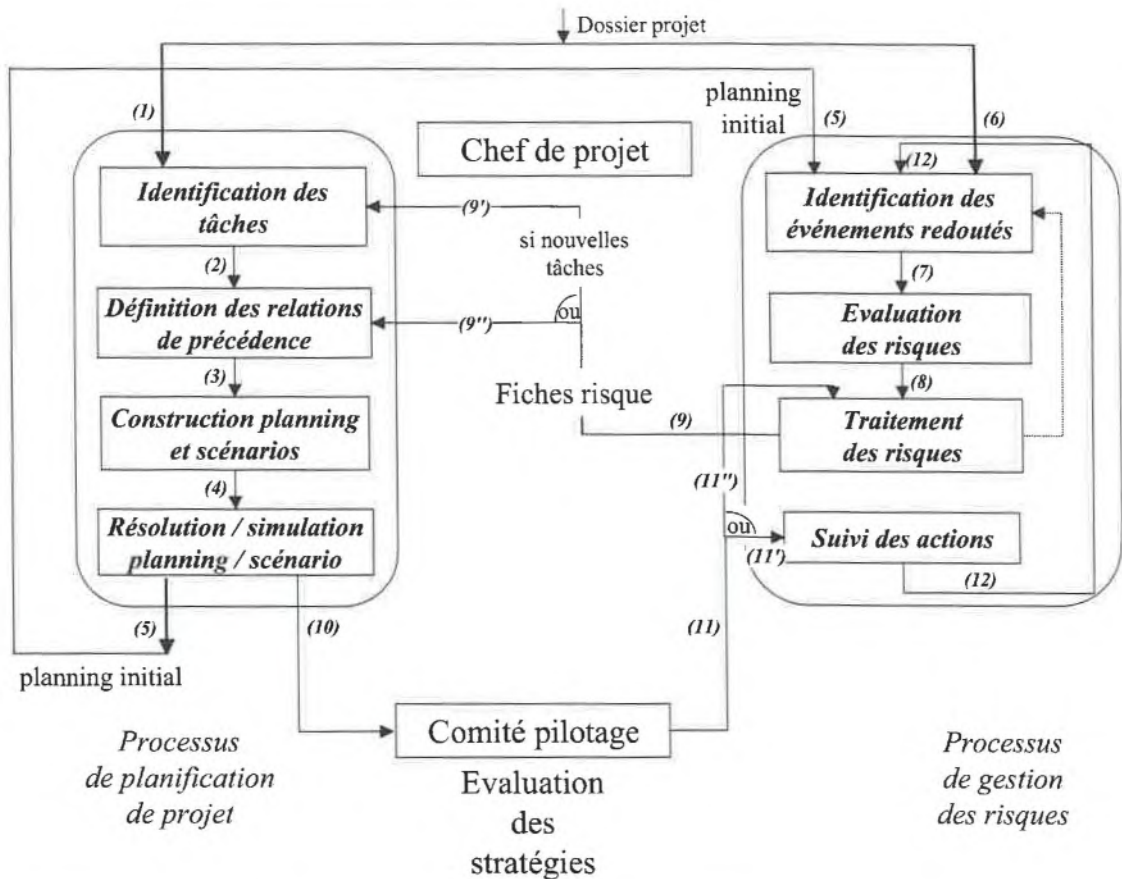 Dossier projet
planning
initial
(1)
(5)
(6)
Chef de projet
(12)
Identification des
tâches
(9')
Identification des
événements redoutés
si nouvelles
tâches
(2)
(7)
Définition des relations
de précédence
(9'')
ou
Evaluation
des risques
(3)
(8)
Fiches risque
Construction planning
et scénarios
(9)
Traitement
des risques
(4)
(11'')
Résolution / simulation
planning / scénario
ou
Suivi des actions
(11')
(12)
(5)
(10)
(11)
planning initial
Comité pilotage
Processus
de planification
de projet
Evaluation
des
stratégies
Processus
de gestion
des risques